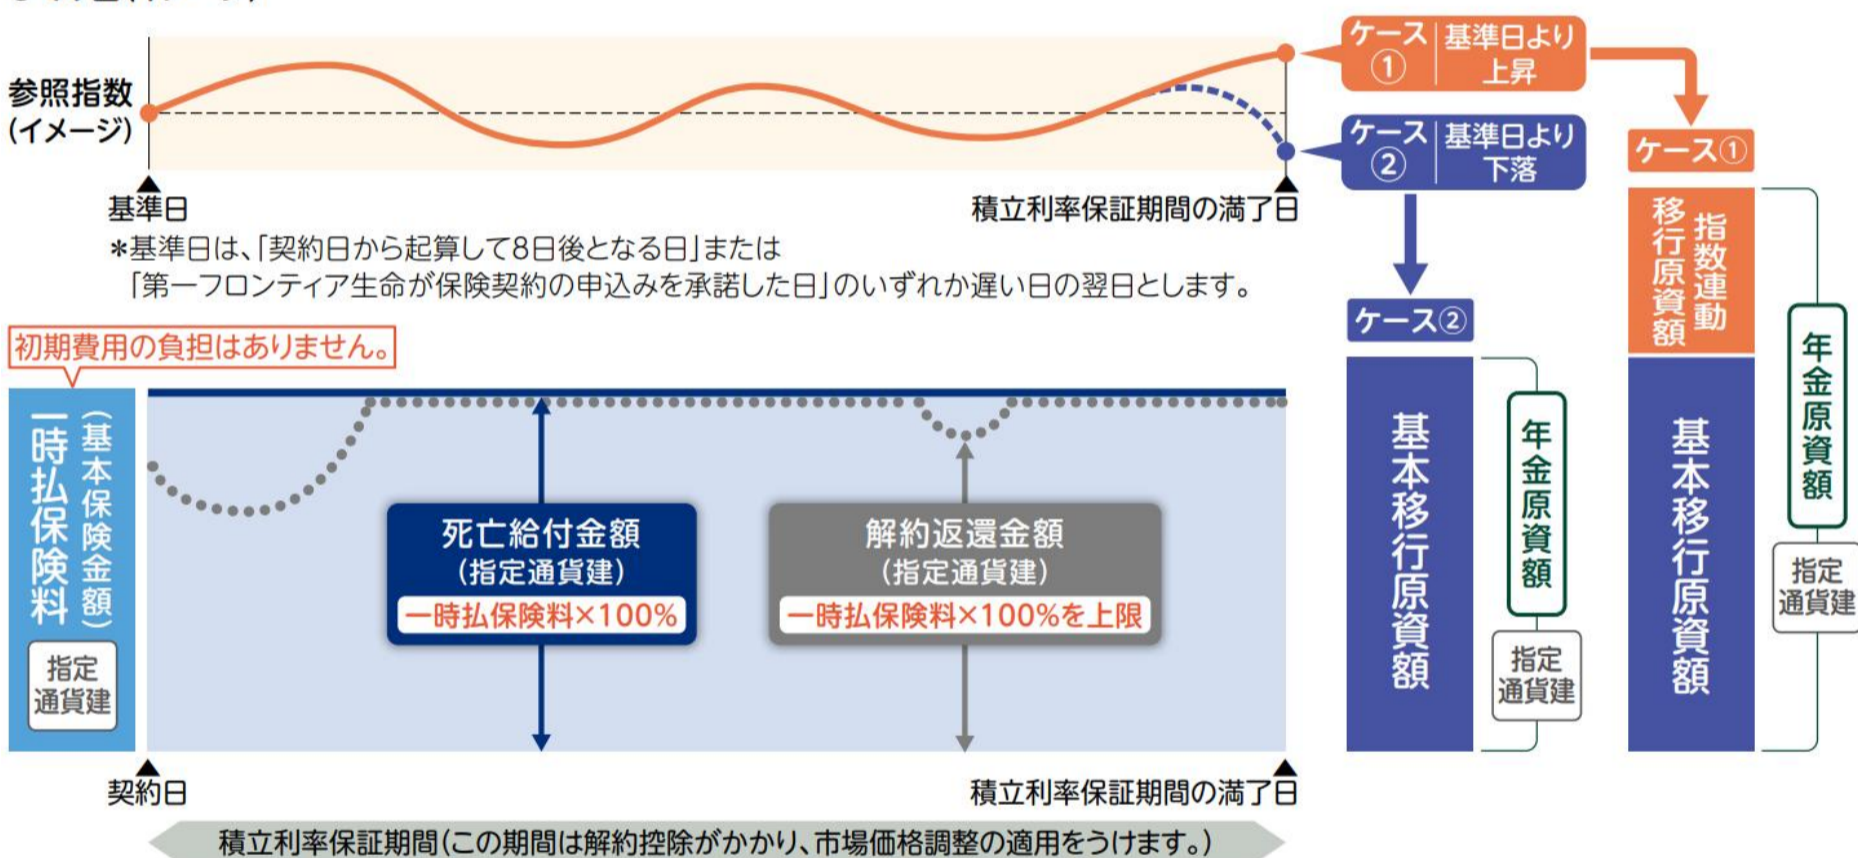 ケース
①
基準日より
上昇
参照指数
(イメージ)
ケース
②
基準日より
下落
基準日
積立利率保証期間の満了日
*基準日は、「契約日から起算して8日後となる日」または
「第一フロンティア生命が保険契約の申込みを承諾した日」のいずれか遅い日の翌日とします。
初期費用の負担はありません。
一時払保険料
(基本保険金額)
指定
通貨建
死亡給付金額
(指定通貨建)
一時払保険料×100%
解約返還金額
(指定通貨建)
一時払保険料×100%を上限
契約日
積立利率保証期間の満了日
積立利率保証期間(この期間は解約控除がかかり、市場価格調整の適用をうけます。)
ケース②
基本移行原資額
年金原資額
指定
通貨建
ケース①
指数連動
移行原資額
基本移行原資額
年金原資額
指定
通貨建